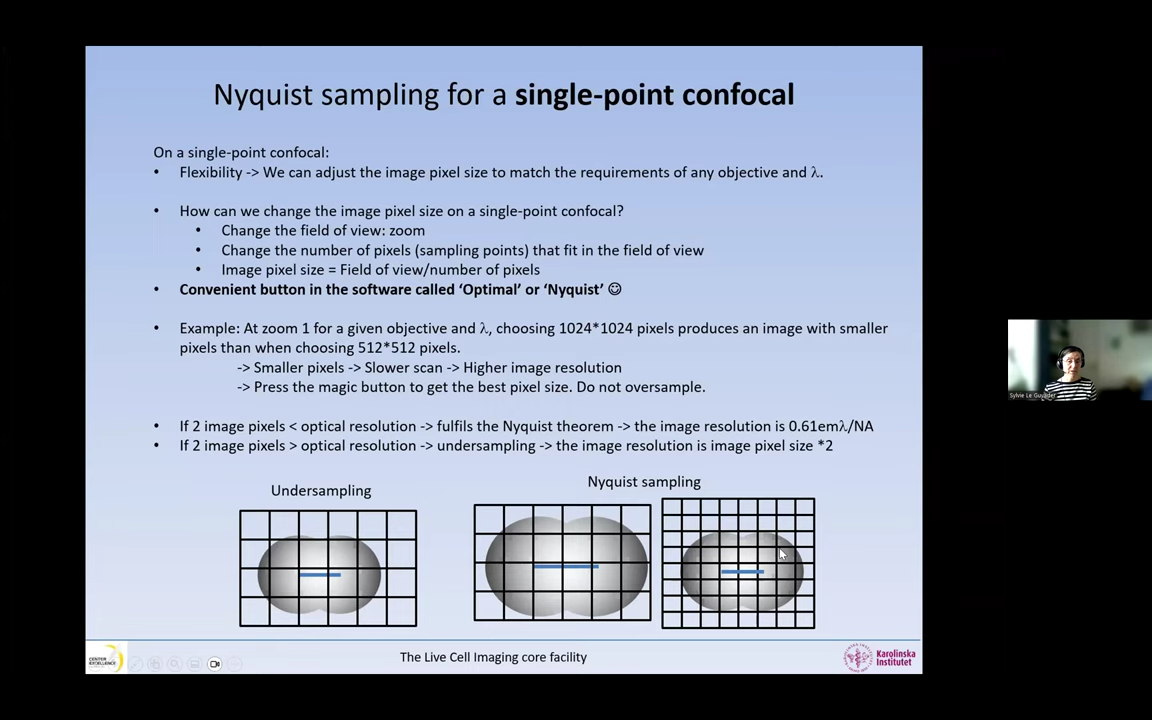 Nyquist sampling for a single-point confocal
On a single-point confocal:
• Flexibility -> We can adjust the image pixel size to match the requirements of any objective and λ.
• How can we change the image pixel size on a single-point confocal?
• Change the field of view: zoom
• Change the number of pixels (sampling points) that fit in the field of view
• Image pixel size = Field of view/number of pixels
• Convenient button in the software called ‘Optimal’ or ‘Nyquist’ ☺
• Example: At zoom 1 for a given objective and λ, choosing 1024*1024 pixels produces an image with smaller
pixels than when choosing 512*512 pixels.
-> Smaller pixels -> Slower scan -> Higher image resolution
-> Press the magic button to get the best pixel size. Do not oversample.
• If 2 image pixels < optical resolution -> fulfils the Nyquist theorem -> the image resolution is 0.61emλ/NA
• If 2 image pixels > optical resolution -> undersampling -> the image resolution is image pixel size *2
Undersampling
Nyquist sampling
The Live Cell Imaging core facility
Karolinska
Institutet
Sylvie Le Guyader